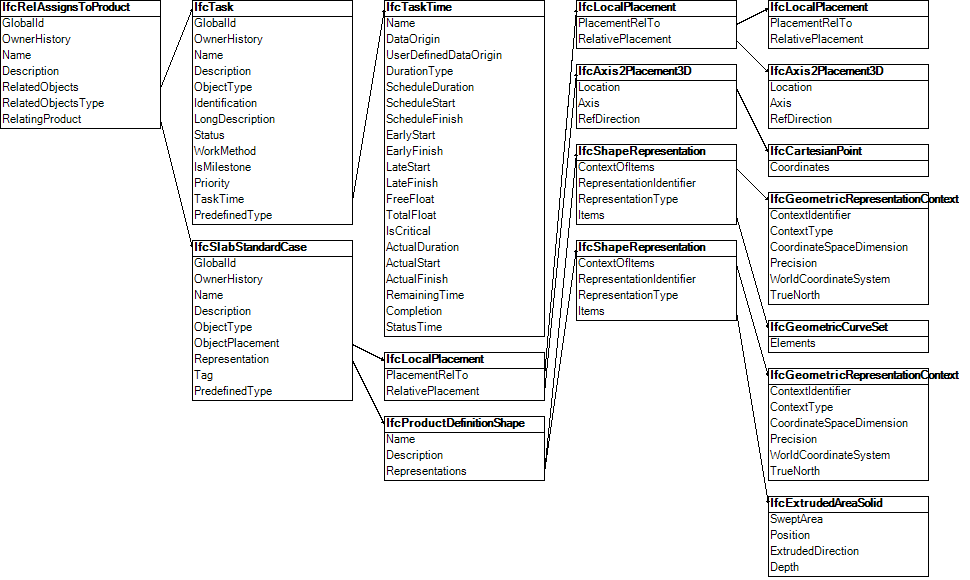 IfcRelAssignsToProduct
GlobalId
OwnerHistory
Name
Description
RelatedObjects
RelatedObjectsType
RelatingProduct
IfcTask
GlobalId
OwnerHistory
Name
Description
ObjectType
Identification
LongDescription
Status
WorkMethod
IsMilestone
Priority
TaskTime
PredefinedType
IfcSlabStandardCase
GlobalId
OwnerHistory
Name
Description
ObjectType
ObjectPlacement
Representation
Tag
PredefinedType
IfcTaskTime
Name
DataOrigin
UserDefinedDataOrigin
DurationType
ScheduleDuration
ScheduleStart
ScheduleFinish
EarlyStart
EarlyFinish
LateStart
LateFinish
FreeFloat
TotalFloat
IsCritical
ActualDuration
ActualStart
ActualFinish
RemainingTime
Completion
StatusTime
IfcLocalPlacement
PlacementRelTo
RelativePlacement
IfcProductDefinitionShape
Name
Description
Representations
IfcLocalPlacement
PlacementRelTo
RelativePlacement
IfcAxis2Placement3D
Location
Axis
RefDirection
IfcShapeRepresentation
ContextOfItems
RepresentationIdentifier
RepresentationType
Items
IfcShapeRepresentation
ContextOfItems
RepresentationIdentifier
RepresentationType
Items
IfcLocalPlacement
PlacementRelTo
RelativePlacement
IfcAxis2Placement3D
Location
Axis
RefDirection
IfcCartesianPoint
Coordinates
IfcGeometricRepresentationContext
ContextIdentifier
ContextType
CoordinateSpaceDimension
Precision
WorldCoordinateSystem
TrueNorth
IfcGeometricCurveSet
Elements
IfcGeometricRepresentationContext
ContextIdentifier
ContextType
CoordinateSpaceDimension
Precision
WorldCoordinateSystem
TrueNorth
IfcExtrudedAreaSolid
SweptArea
Position
ExtrudedDirection
Depth